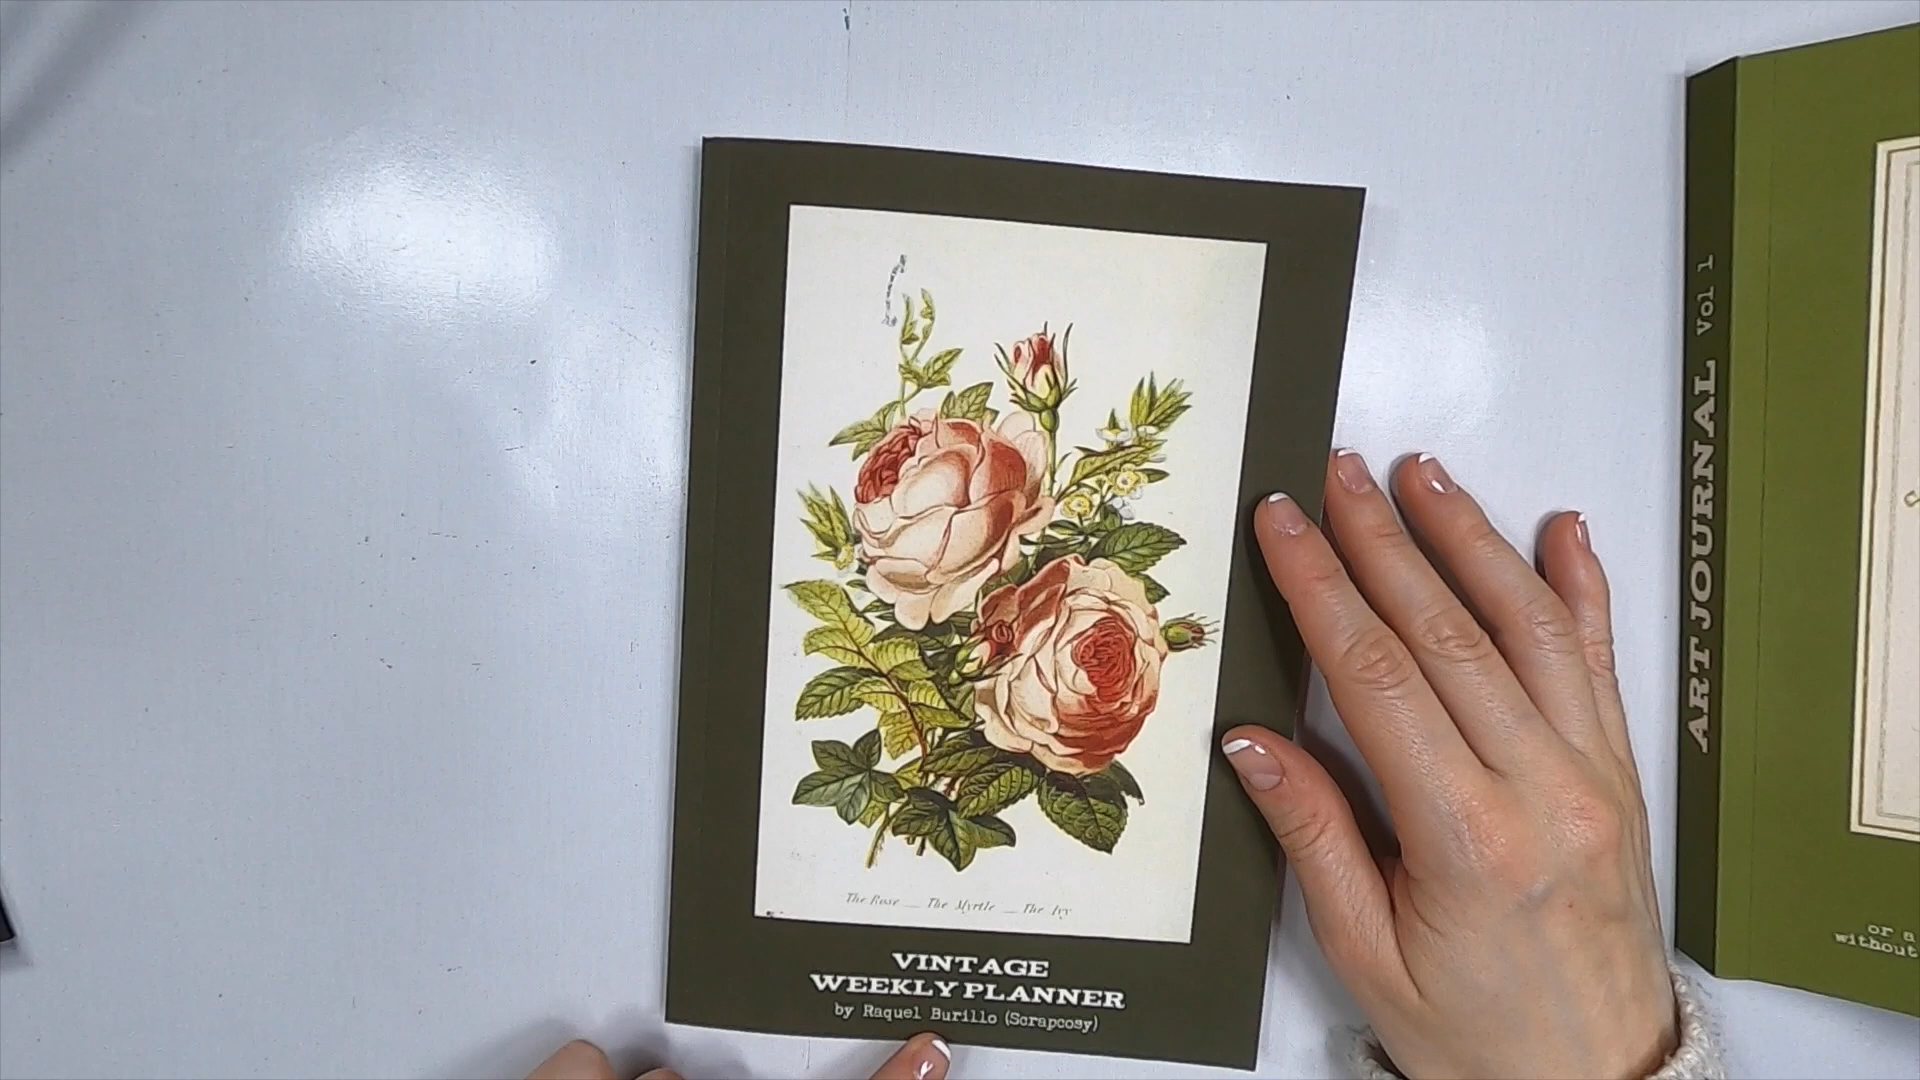 The Rose — The Myrtle — The Ivy
VINTAGE
WEEKLY PLANNER
by Raquel Burillo (Scrapcosy)
ART JOURNAL Vol 1
or a
without